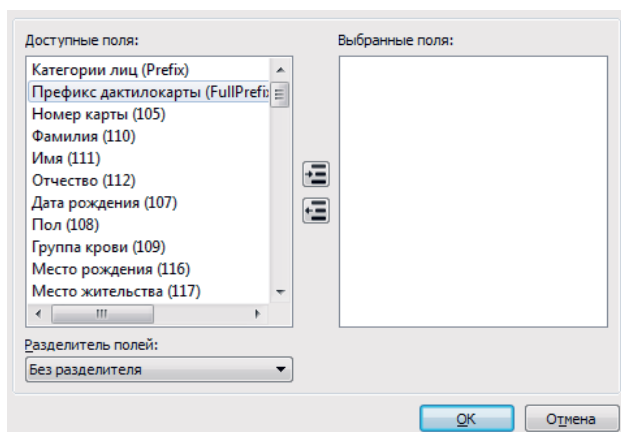 Доступные поля:
Выбранные поля:
Категории лиц (Prefix)
Префикс дактилокарты (FullPrefix
Номер карты (105)
Фамилия (110)
Имя (111)
Отчество (112)
Дата рождения (107)
Пол (108)
Группа крови (109)
Место рождения (116)
Место жительства (117)
Разделитель полей:
Без разделителя
OK
Отмена